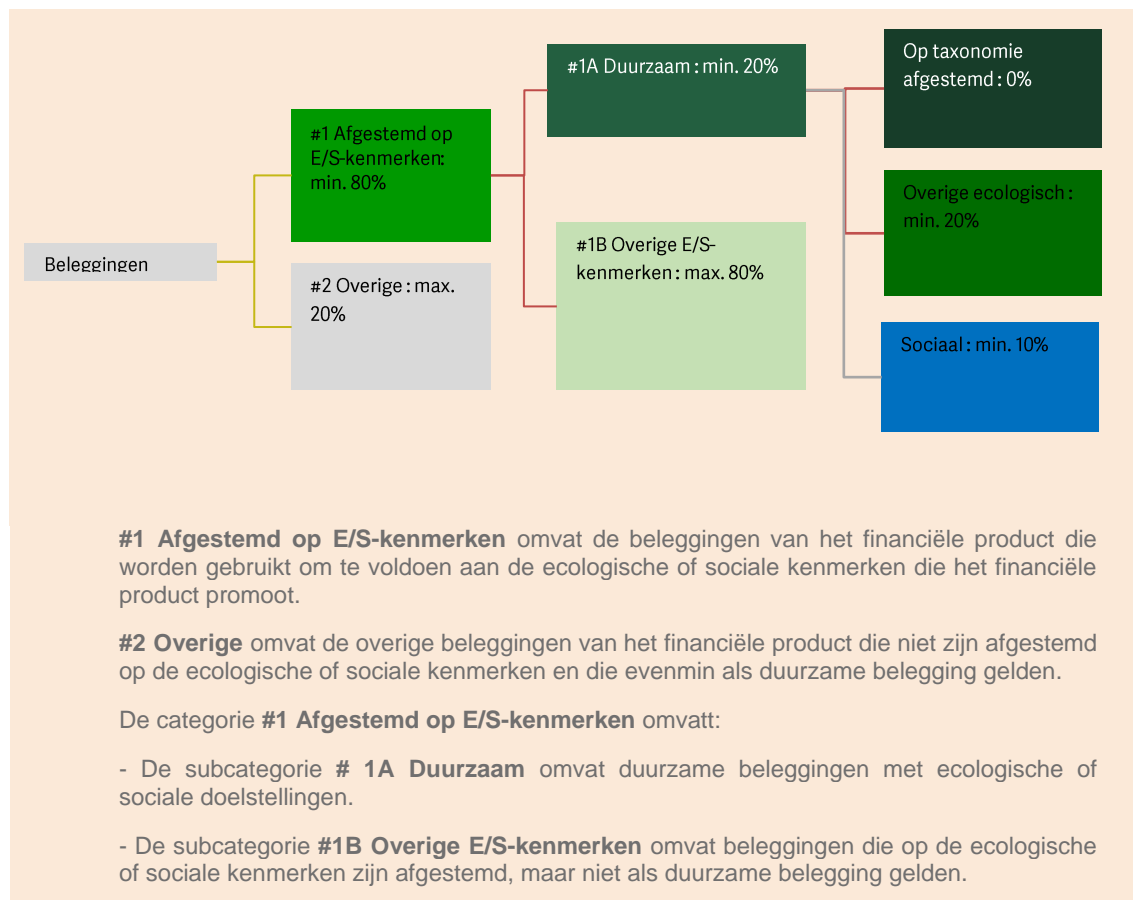 Beleggingen
#1 Afgestemd op
E/S-kenmerken:
min. 80%
#2 Overige : max.
20%
#1A Duurzaam : min. 20%
#1B Overige E/S-
kenmerken : max. 80%
Op taxonomie
afgestemd : 0%
Overige ecologisch :
min. 20%
Sociaal : min. 10%
#1 Afgestemd op E/S-kenmerken omvat de beleggingen van het financiële product die
worden gebruikt om te voldoen aan de ecologische of sociale kenmerken die het financiële
product promoot.
#2 Overige omvat de overige beleggingen van het financiële product die niet zijn afgestemd
op de ecologische of sociale kenmerken en die evenmin als duurzame belegging gelden.
De categorie #1 Afgestemd op E/S-kenmerken omvatt:
- De subcategorie # 1A Duurzaam omvat duurzame beleggingen met ecologische of
sociale doelstellingen.
- De subcategorie #1B Overige E/S-kenmerken omvat beleggingen die op de ecologische
of sociale kenmerken zijn afgestemd, maar niet als duurzame belegging gelden.